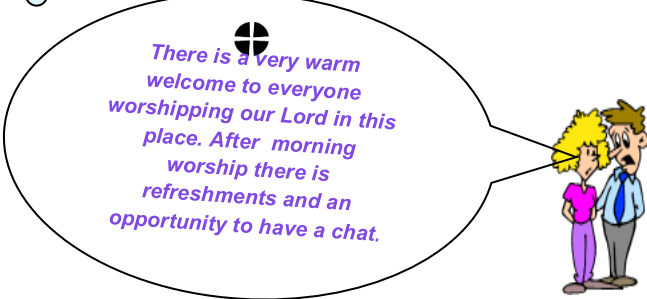 There is a very warm
welcome to everyone
worshipping our Lord in this
place. After morning
worship there is
refreshments and an
opportunity to have a chat.